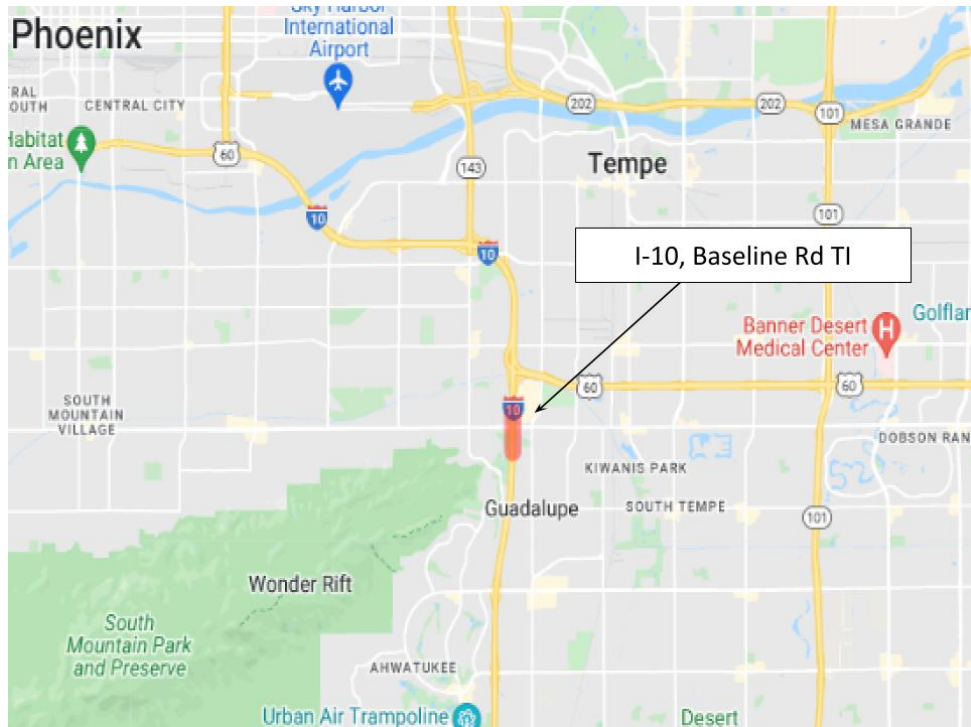 Sky Harbor
International
Airport
Phoenix
CENTRAL CITY
SOUTH
Habitat
Area
60
202
202
101
MESA GRANDE
143
Tempe
10
101
10
I-10, Baseline Rd TI
Banner Desert
Medical Center
H
60
60
SOUTH
MOUNTAIN
VILLAGE
10
DOBSON
KIWANIS PARK
Guadalupe
SOUTH TEMPE
101
Wonder Rift
South
Mountain Park
and Preserve
AHWATUKEE
Urban Air Trampoline
Desert